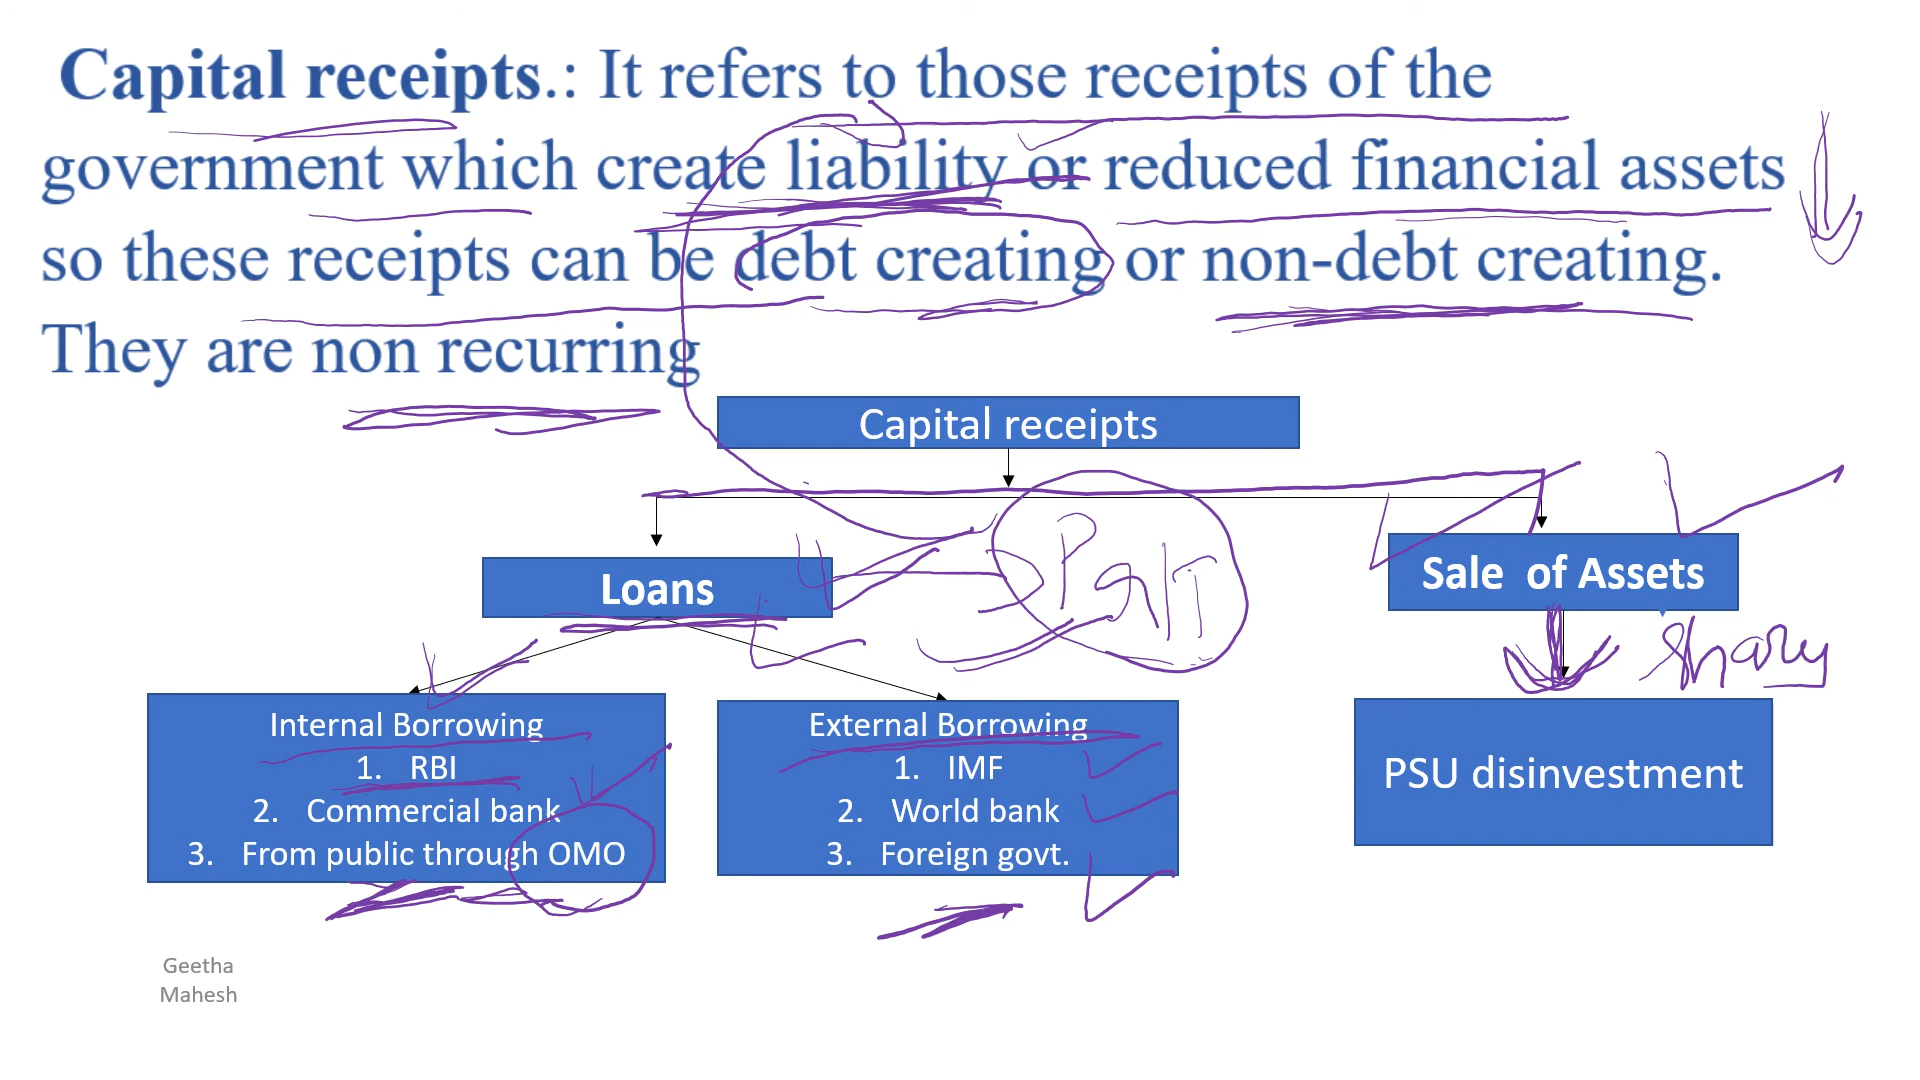 Capital receipts.: It refers to those receipts of the
government which create liability or reduced financial assets
so these receipts can be debt creating or non-debt creating.
They are non recurring
Capital receipts
Loans
Sale of Assets
Internal Borrowing
1. RBI
2. Commercial bank
3. From public through OMO
External Borrowing
1. IMF
2. World bank
3. Foreign govt.
PSU disinvestment
Geetha
Mahesh